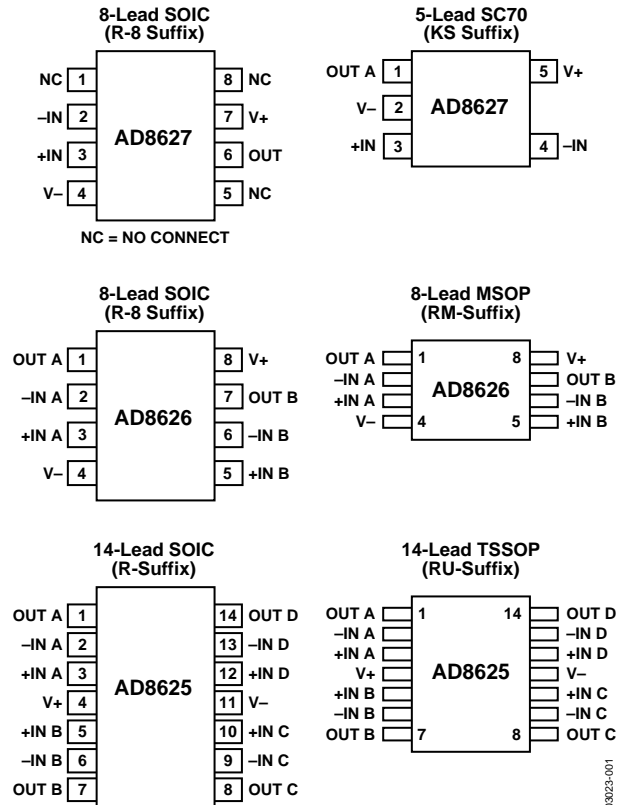 8-Lead SOIC
(R-8 Suffix)
NC 1 8 NC
–IN 2 7 V+
AD8627
+IN 3 6 OUT
V– 4 5 NC
NC = NO CONNECT
5-Lead SC70
(KS Suffix)
OUT A 1 5 V+
V– 2 AD8627
+IN 3 4 –IN
8-Lead SOIC
(R-8 Suffix)
OUT A 1 8 V+
–IN A 2 7 OUT B
AD8626
+IN A 3 6 –IN B
V– 4 5 +IN B
8-Lead MSOP
(RM-Suffix)
OUT A 1 8 V+
–IN A OUT B
AD8626
+IN A –IN B
V– 4 5 +IN B
14-Lead SOIC
(R-Suffix)
OUT A 1 14 OUT D
–IN A 2 13 –IN D
+IN A 3 12 +IN D
AD8625
V+ 4 11 V–
+IN B 5 10 +IN C
–IN B 6 9 –IN C
OUT B 7 8 OUT C
14-Lead TSSOP
(RU-Suffix)
OUT A 1 14 OUT D
–IN A –IN D
+IN A +IN D
V+ AD8625 V–
+IN B +IN C
–IN B –IN C
OUT B 7 8 OUT C
03023-001